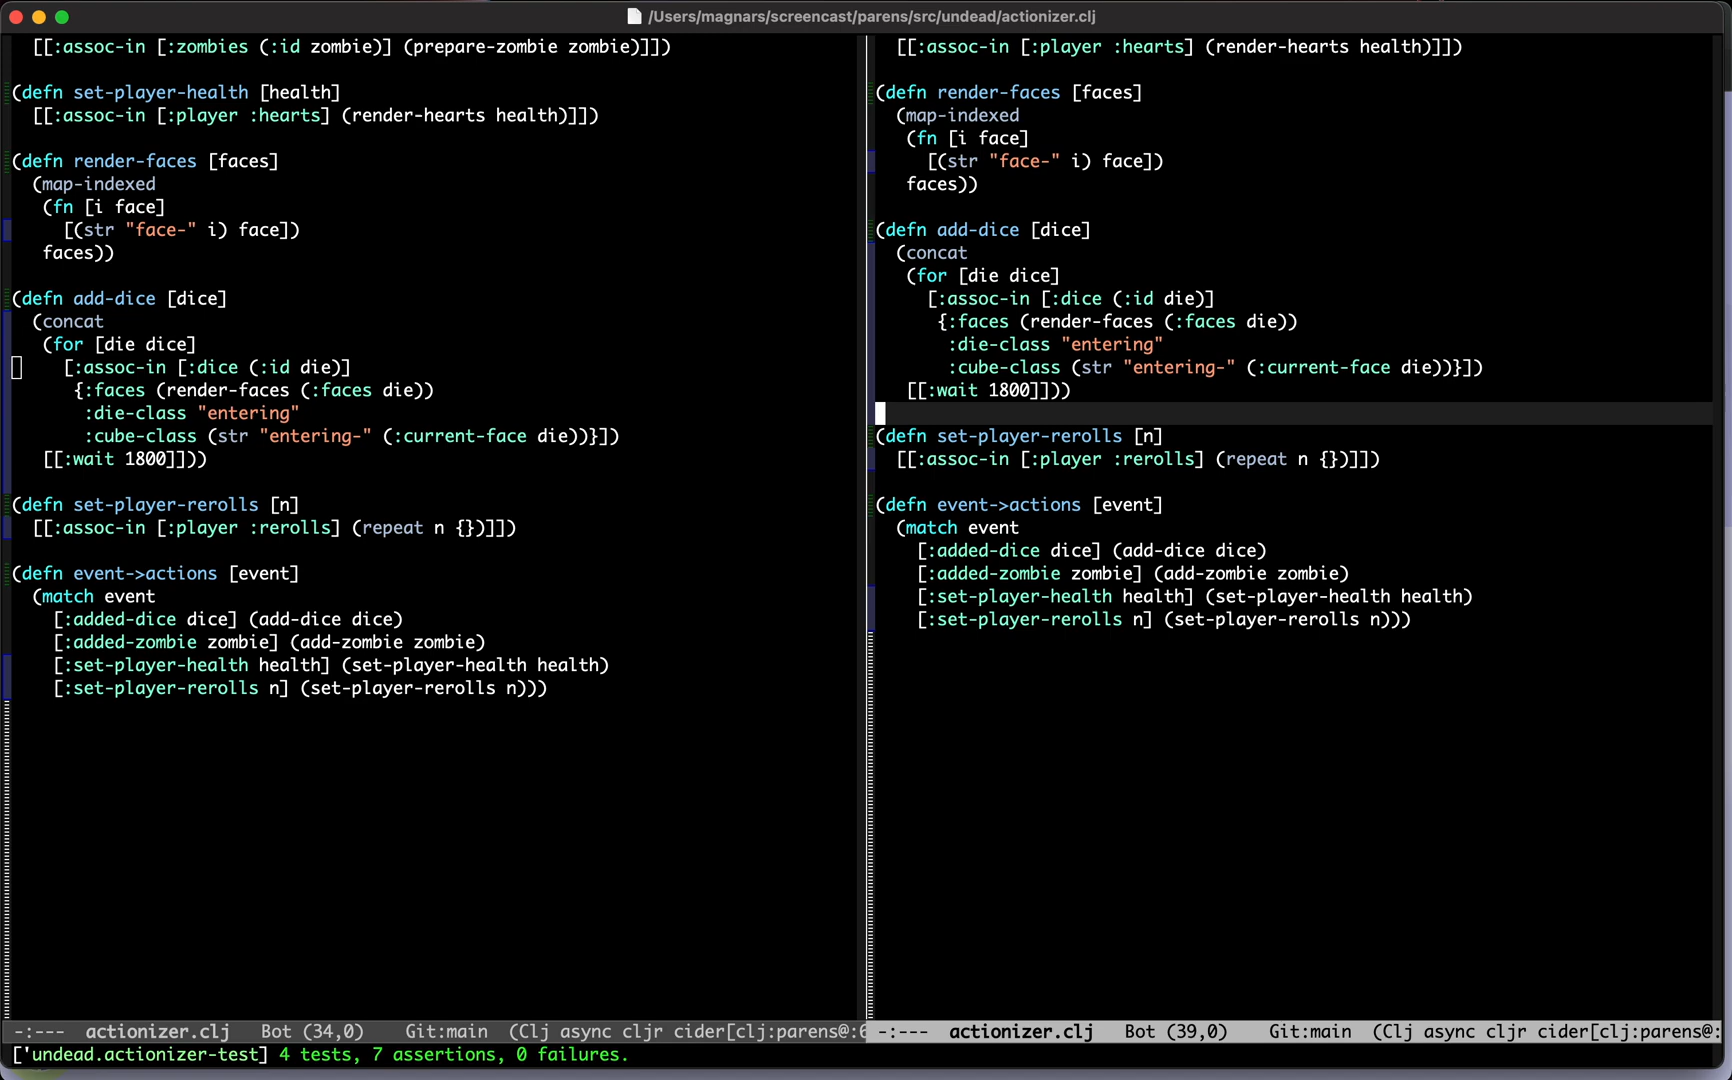 /Users/magnars/screencast/parens/src/undead/actionizer.clj
[[:assoc-in [:zombies (:id zombie)] (prepare-zombie zombie)]])
(defn set-player-health [health]
[[:assoc-in [:player :hearts] (render-hearts health)]])
(defn render-faces [faces]
(map-indexed
(fn [i face]
[(str "face-" i) face])
faces))
(defn add-dice [dice]
(concat
(for [die dice]
[:assoc-in [:dice (:id die)]
{:faces (render-faces (:faces die))
:die-class "entering"
:cube-class (str "entering-" (:current-face die))}])
[[:wait 1800]]))
(defn set-player-rerolls [n]
[[:assoc-in [:player :rerolls] (repeat n {})]])
(defn event->actions [event]
(match event
[:added-dice dice] (add-dice dice)
[:added-zombie zombie] (add-zombie zombie)
[:set-player-health health] (set-player-health health)
[:set-player-rerolls n] (set-player-rerolls n)))
-:--- actionizer.clj Bot (34,0) Git:main (Clj async cljr cider[clj:parens@:6
[[:assoc-in [:player :hearts] (render-hearts health)]])
(defn render-faces [faces]
(map-indexed
(fn [i face]
[(str "face-" i) face])
faces))
(defn add-dice [dice]
(concat
(for [die dice]
[:assoc-in [:dice (:id die)]
{:faces (render-faces (:faces die))
:die-class "entering"
:cube-class (str "entering-" (:current-face die))}])
[[:wait 1800]]))
(defn set-player-rerolls [n]
[[:assoc-in [:player :rerolls] (repeat n {})]])
(defn event->actions [event]
(match event
[:added-dice dice] (add-dice dice)
[:added-zombie zombie] (add-zombie zombie)
[:set-player-health health] (set-player-health health)
[:set-player-rerolls n] (set-player-rerolls n)))
-:--- actionizer.clj Bot (39,0) Git:main (Clj async cljr cider[clj:parens@:
['undead.actionizer-test] 4 tests, 7 assertions, 0 failures.